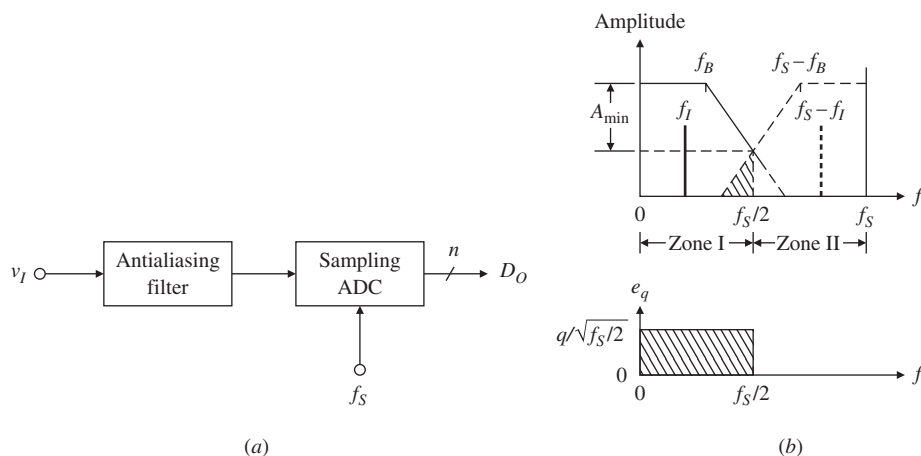 v_I
Antialiasing
filter
Sampling
ADC
n
D_O
f_S
(a)
Amplitude
f_B
f_S – f_B
A_min
f_I
f_S – f_I
0
f_S/2
f_S
f
Zone I
Zone II
e_q
q/√f_S/2
0
0
f_S/2
f
(b)